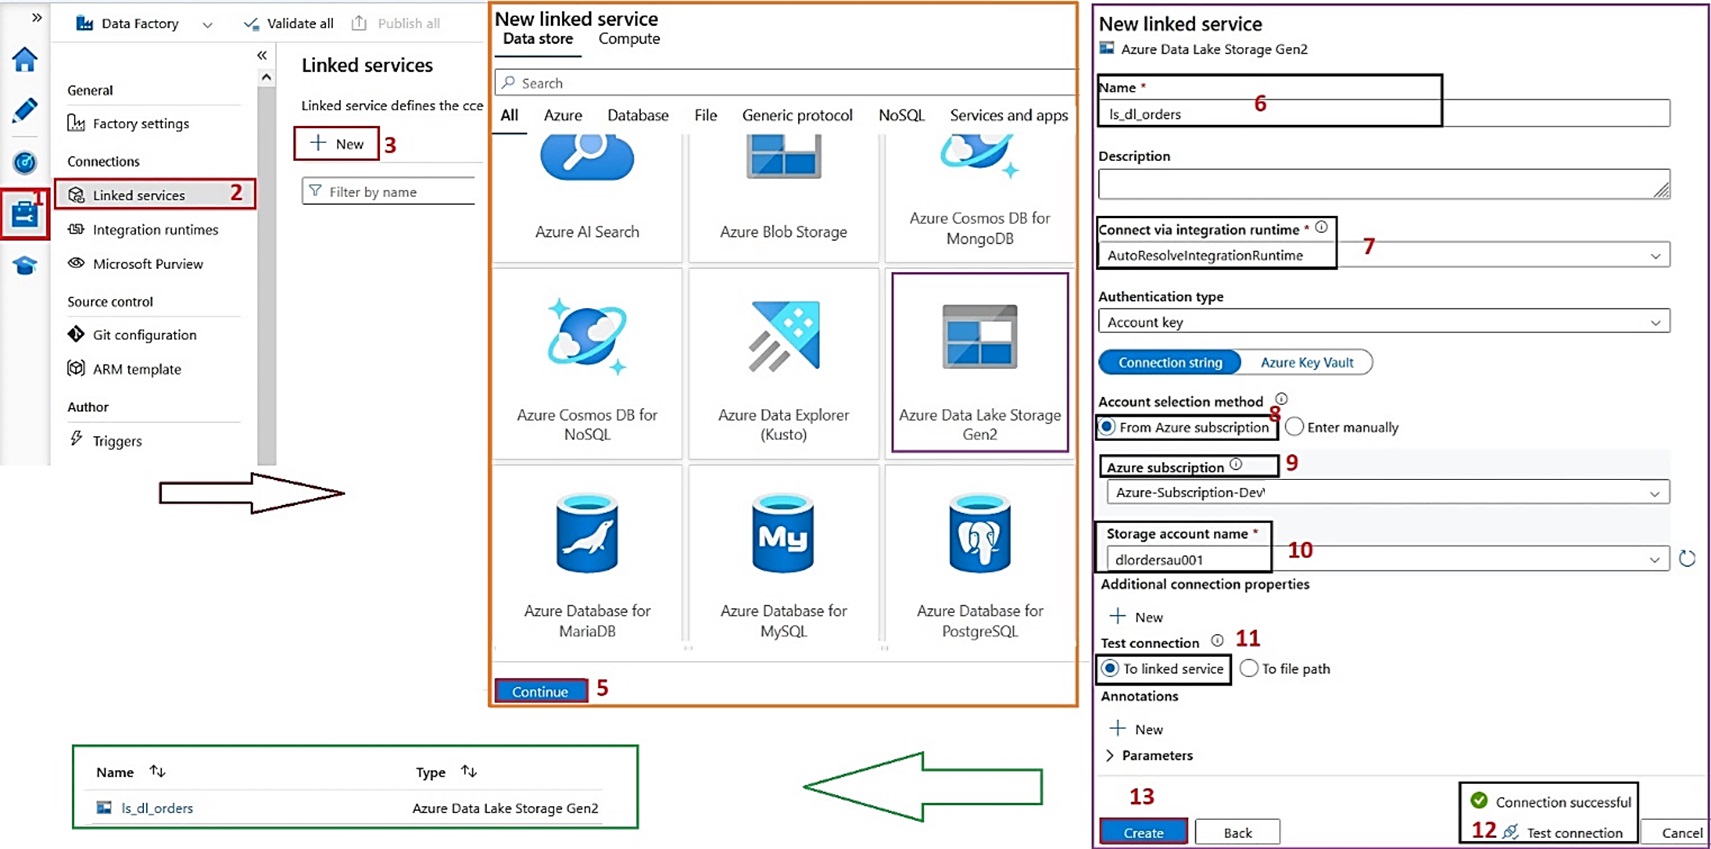 »
Data Factory
Validate all
Publish all
«
General
Factory settings
Connections
1
Linked services 2
Integration runtimes
Microsoft Purview
Source control
Git configuration
ARM template
Author
Triggers
Linked services
Linked service defines the cce
+ New 3
Filter by name
New linked service
Data store Compute
Search
All Azure Database File Generic protocol NoSQL Services and apps
Azure AI Search
Azure Blob Storage
Azure Cosmos DB for
MongoDB
Azure Cosmos DB for
NoSQL
Azure Data Explorer
(Kusto)
Azure Data Lake Storage
Gen2
Azure Database for
MariaDB
My
Azure Database for
MySQL
Azure Database for
PostgreSQL
Continue 5
New linked service
Azure Data Lake Storage Gen2
Name *
ls_dl_orders 6
Description
Connect via integration runtime *
7
AutoResolveIntegrationRuntime
Authentication type
Account key
Connection string Azure Key Vault
Account selection method
8
From Azure subscription Enter manually
Azure subscription 9
Azure-Subscription-Dev
Storage account name *
10
dlordersau001
Additional connection properties
+ New
Test connection 11
To linked service To file path
Annotations
+ New
> Parameters
13
Connection successful
12 Test connection
Create Back Cancel
Name Type
ls_dl_orders Azure Data Lake Storage Gen2